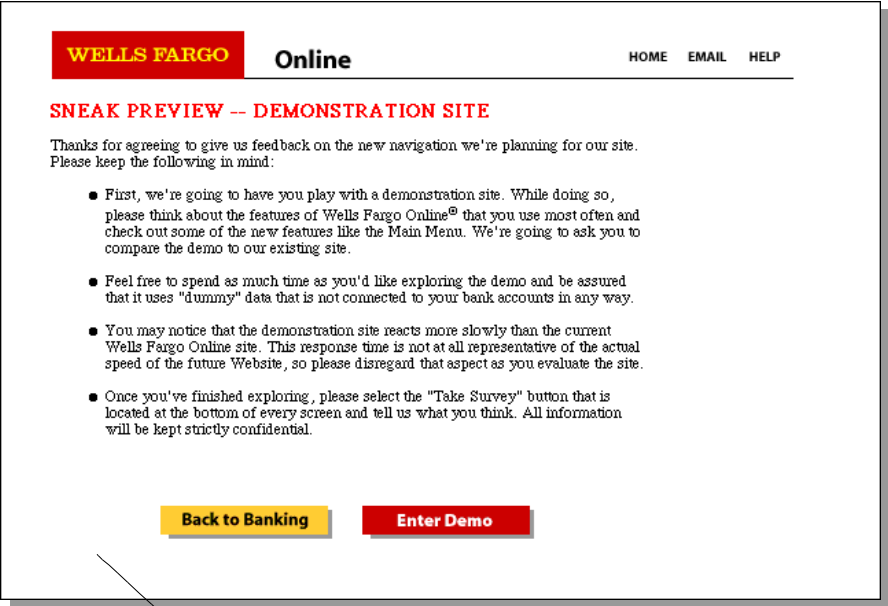 WELLS FARGO Online HOME EMAIL HELP
SNEAK PREVIEW -- DEMONSTRATION SITE
Thanks for agreeing to give us feedback on the new navigation we're planning for our site.
Please keep the following in mind:
● First, we're going to have you play with a demonstration site. While doing so,
please think about the features of Wells Fargo Online® that you use most often and
check out some of the new features like the Main Menu. We're going to ask you to
compare the demo to our existing site.
● Feel free to spend as much time as you'd like exploring the demo and be assured
that it uses "dummy" data that is not connected to your bank accounts in any way.
● You may notice that the demonstration site reacts more slowly than the current
Wells Fargo Online site. This response time is not at all representative of the actual
speed of the future Website, so please disregard that aspect as you evaluate the site.
● Once you've finished exploring, please select the "Take Survey" button that is
located at the bottom of every screen and tell us what you think. All information
will be kept strictly confidential.
Back to Banking Enter Demo